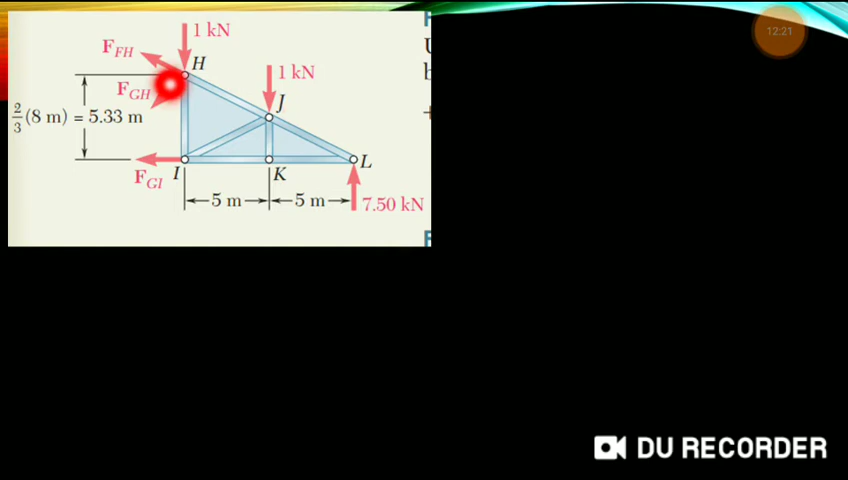 1 kN
F_FH
H
1 kN
F_GH
J
2/3 (8 m) = 5.33 m
F_GI
I
K
L
5 m
5 m
7.50 kN
12:21
DU RECORDER